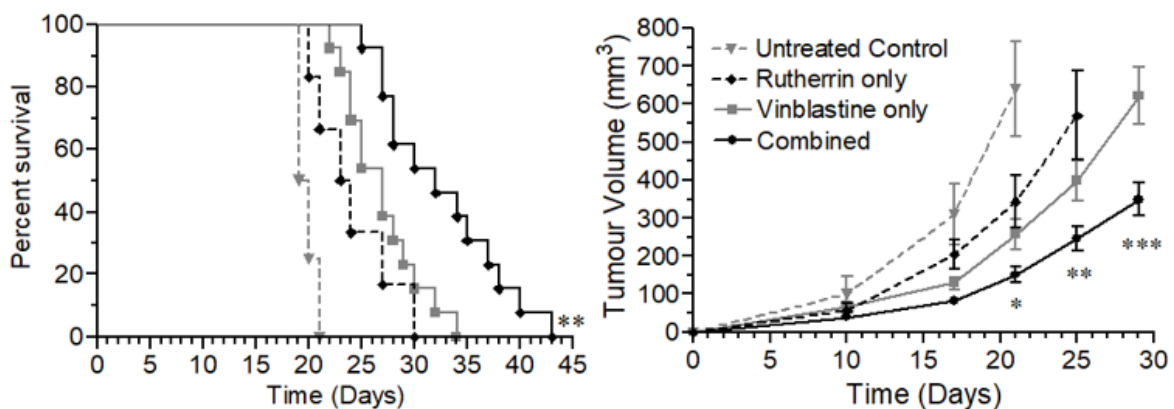 Percent survival
100
80
60
40
20
0
0 5 10 15 20 25 30 35 40 45
**
Time (Days)
Tumour Volume (mm³)
800
700
600
500
400
300
200
100
0
Untreated Control
Rutherrin only
Vinblastine only
Combined
*
**
***
0 5 10 15 20 25 30
Time (Days)